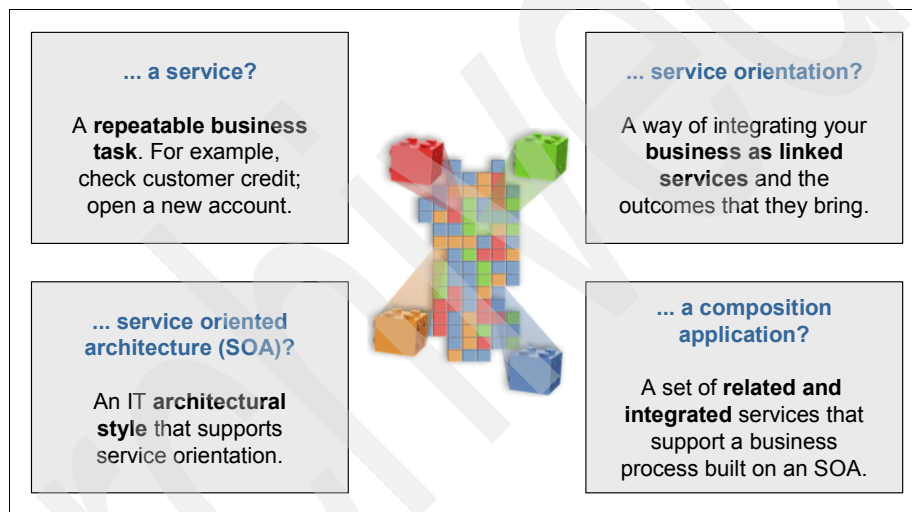 ... a service?
A repeatable business
task. For example,
check customer credit;
open a new account.
... service orientation?
A way of integrating your
business as linked
services and the
outcomes that they bring.
... service oriented
architecture (SOA)?
An IT architectural
style that supports
service orientation.
... a composition
application?
A set of related and
integrated services that
support a business
process built on an SOA.